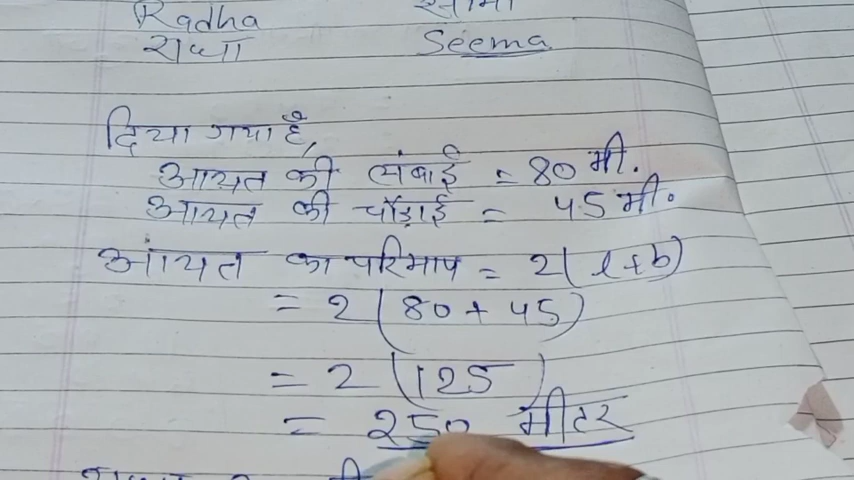 Radha सीमा
राधा Seema
दिया गया है,
आयत की लंबाई = 80 मी.
आयत की चौड़ाई = 45 मी.
आयत का परिमाप = 2(l+b)
= 2(80+45)
= 2(125)
= 250 मीटर